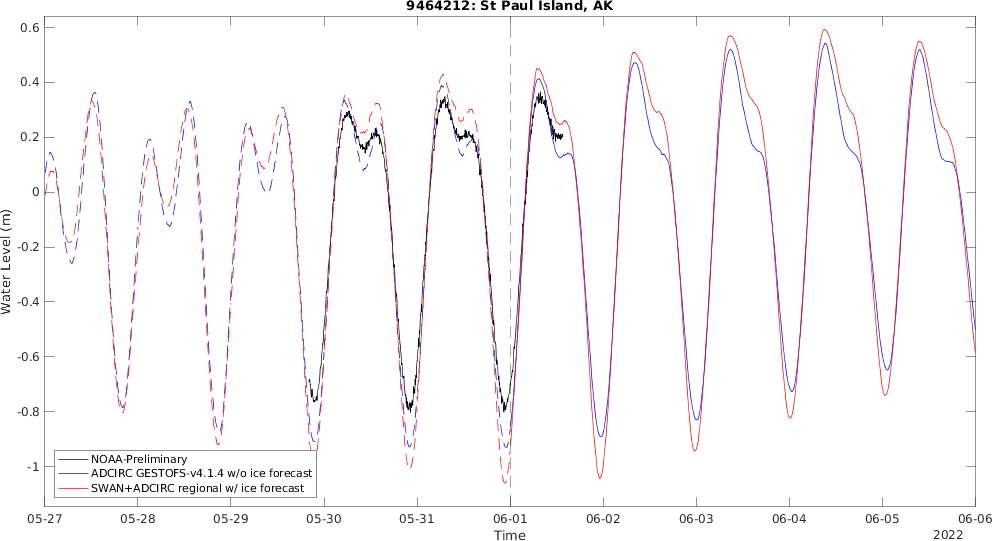 9464212: St Paul Island, AK
Water Level (m)
0.6
0.4
0.2
0
-0.2
-0.4
-0.6
-0.8
-1
NOAA-Preliminary
ADCIRC GESTOFS-v4.1.4 w/o ice forecast
SWAN+ADCIRC regional w/ ice forecast
05-27 05-28 05-29 05-30 05-31 06-01 06-02 06-03 06-04 06-05 06-06
Time
2022